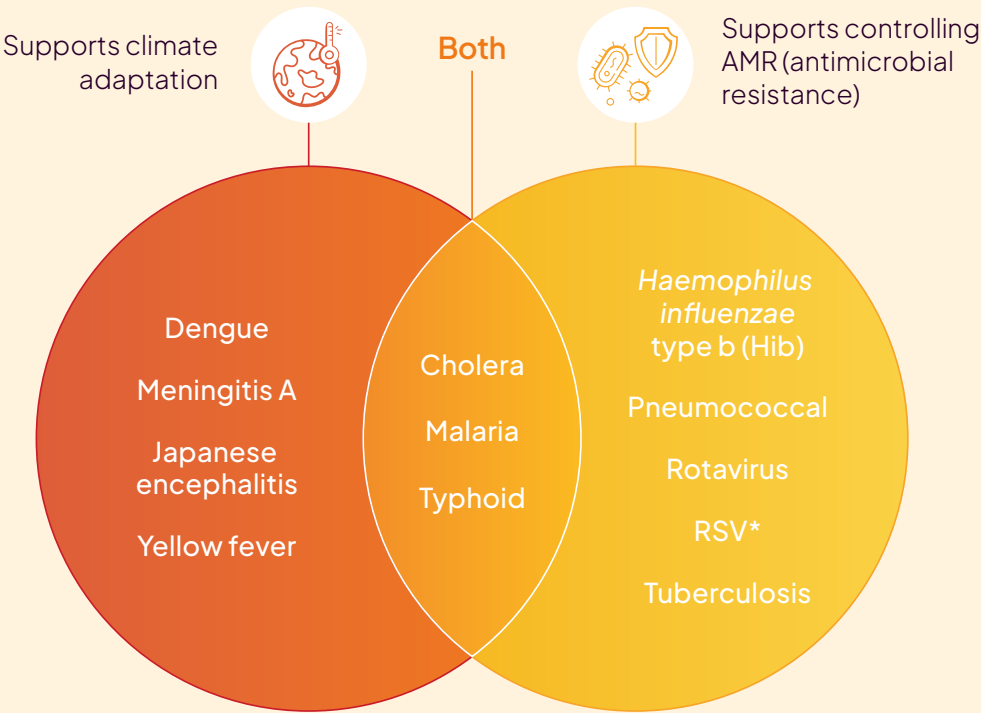 Supports climate
adaptation
Both
Supports controlling
AMR (antimicrobial
resistance)
Dengue
Meningitis A
Japanese
encephalitis
Yellow fever
Cholera
Malaria
Typhoid
Haemophilus
influenzae
type b (Hib)
Pneumococcal
Rotavirus
RSV*
Tuberculosis